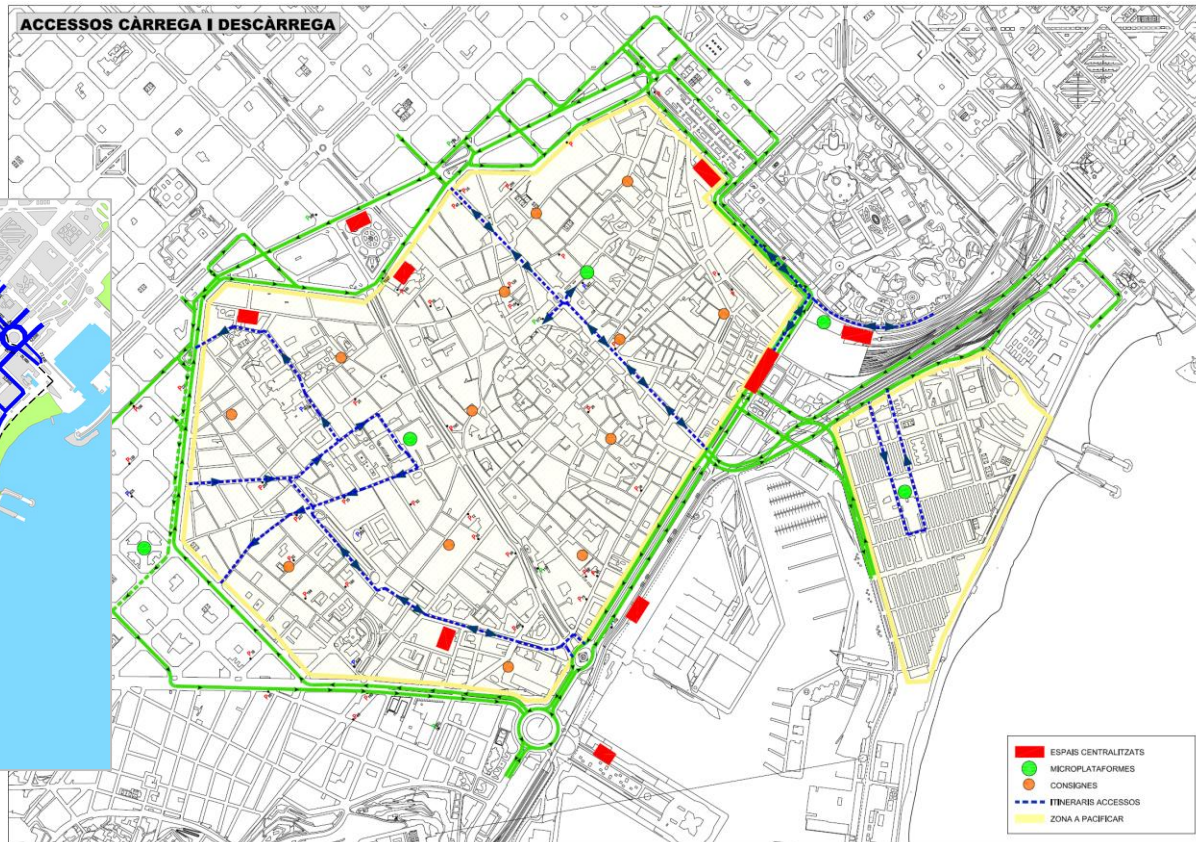 ACCESSOS CÀRREGA I DESCÀRREGA
ESPAIS CENTRALITZATS
MICROPLATAFORMES
CONSIGNES
ITINERARIS ACCESSOS
ZONA A PACIFICAR